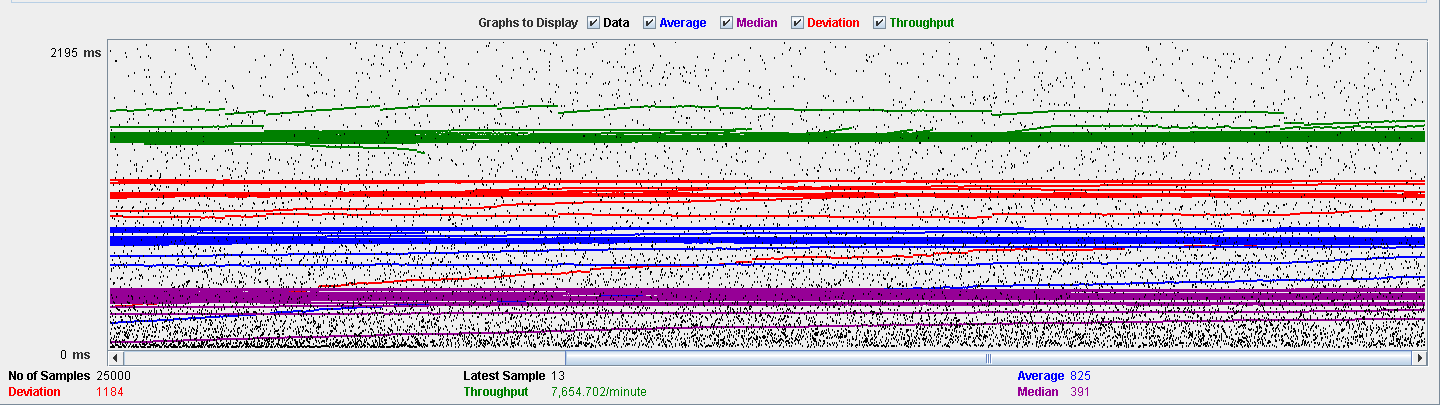 Graphs to Display Data Average Median Deviation Throughput
2195 ms
0 ms
No of Samples 25000 Latest Sample 13 Average 825
Deviation 1184 Throughput 7,654.702/minute Median 391